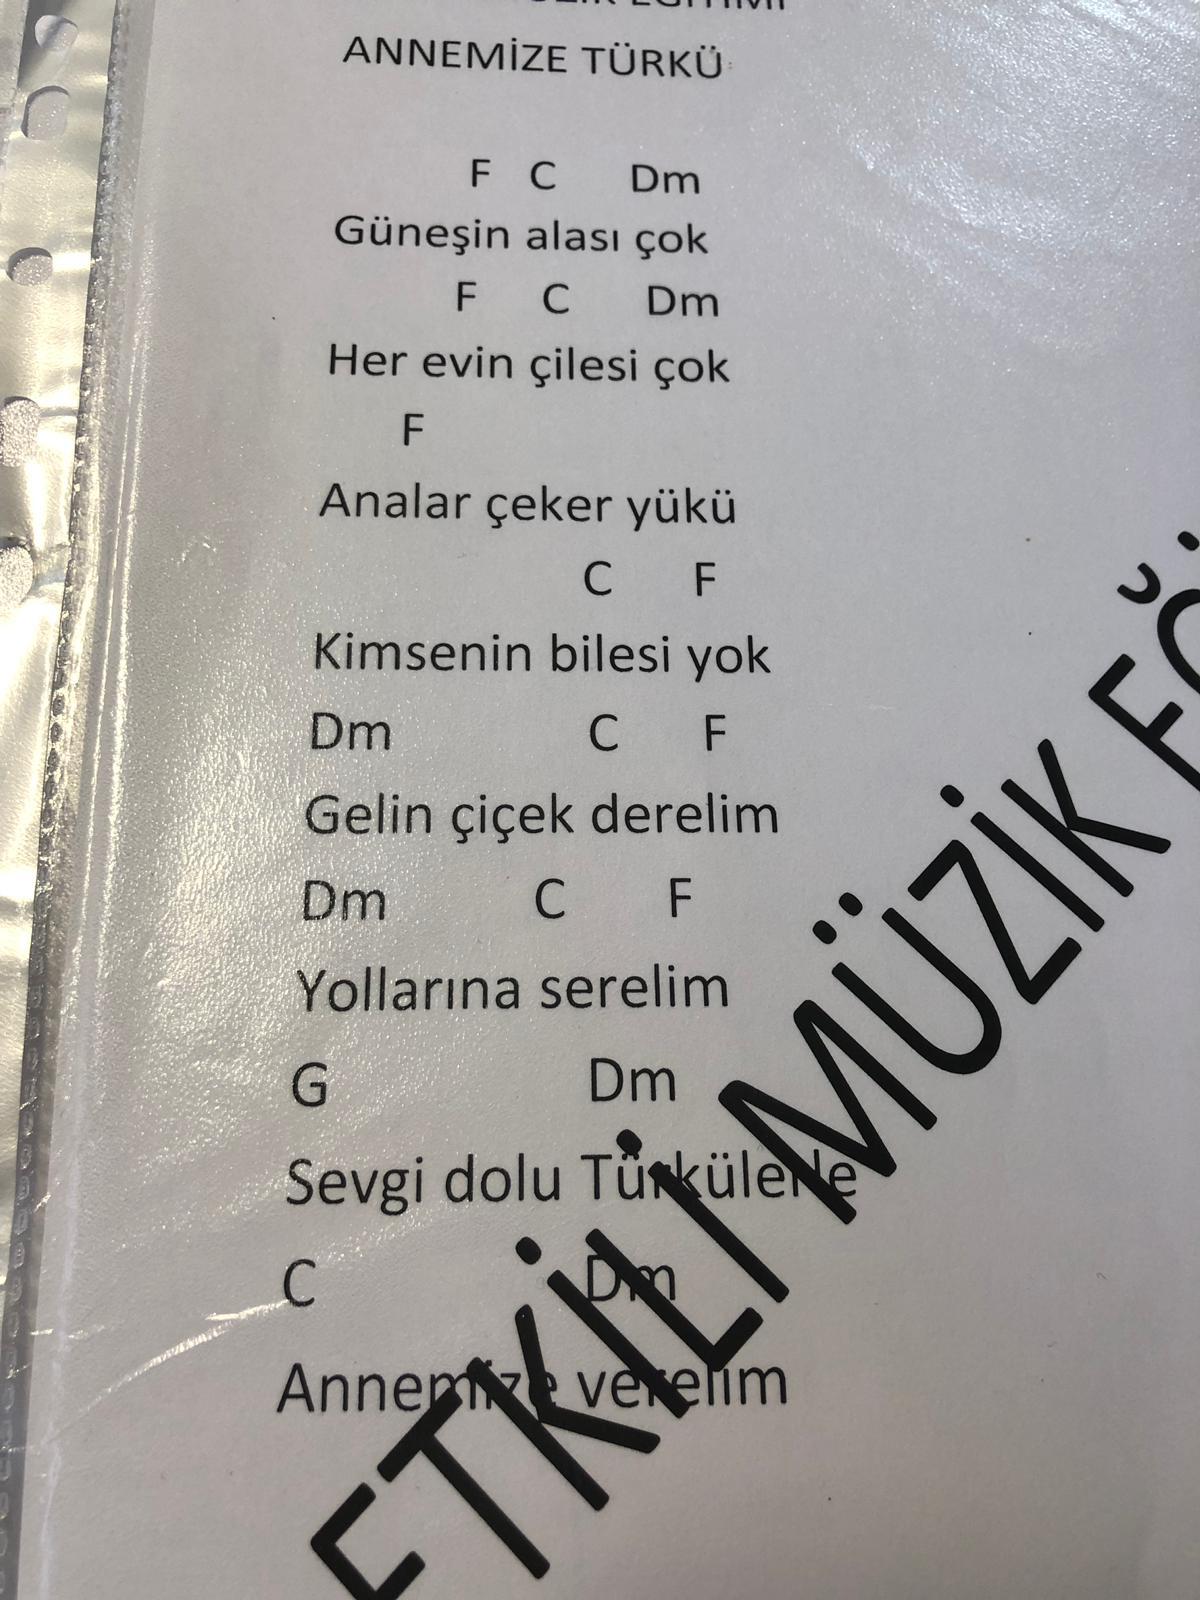 ANNEMİZE TÜRKÜ
F C Dm
Güneşin alası çok
F C Dm
Her evin çilesi çok
F
Analar çeker yükü
C F
Kimsenin bilesi yok
Dm C F
Gelin çiçek derelim
Dm C F
Yollarına serelim
G Dm
Sevgi dolu Türkülerle
C Dm
Annemize verelim
ETKİLİ MÜZİK